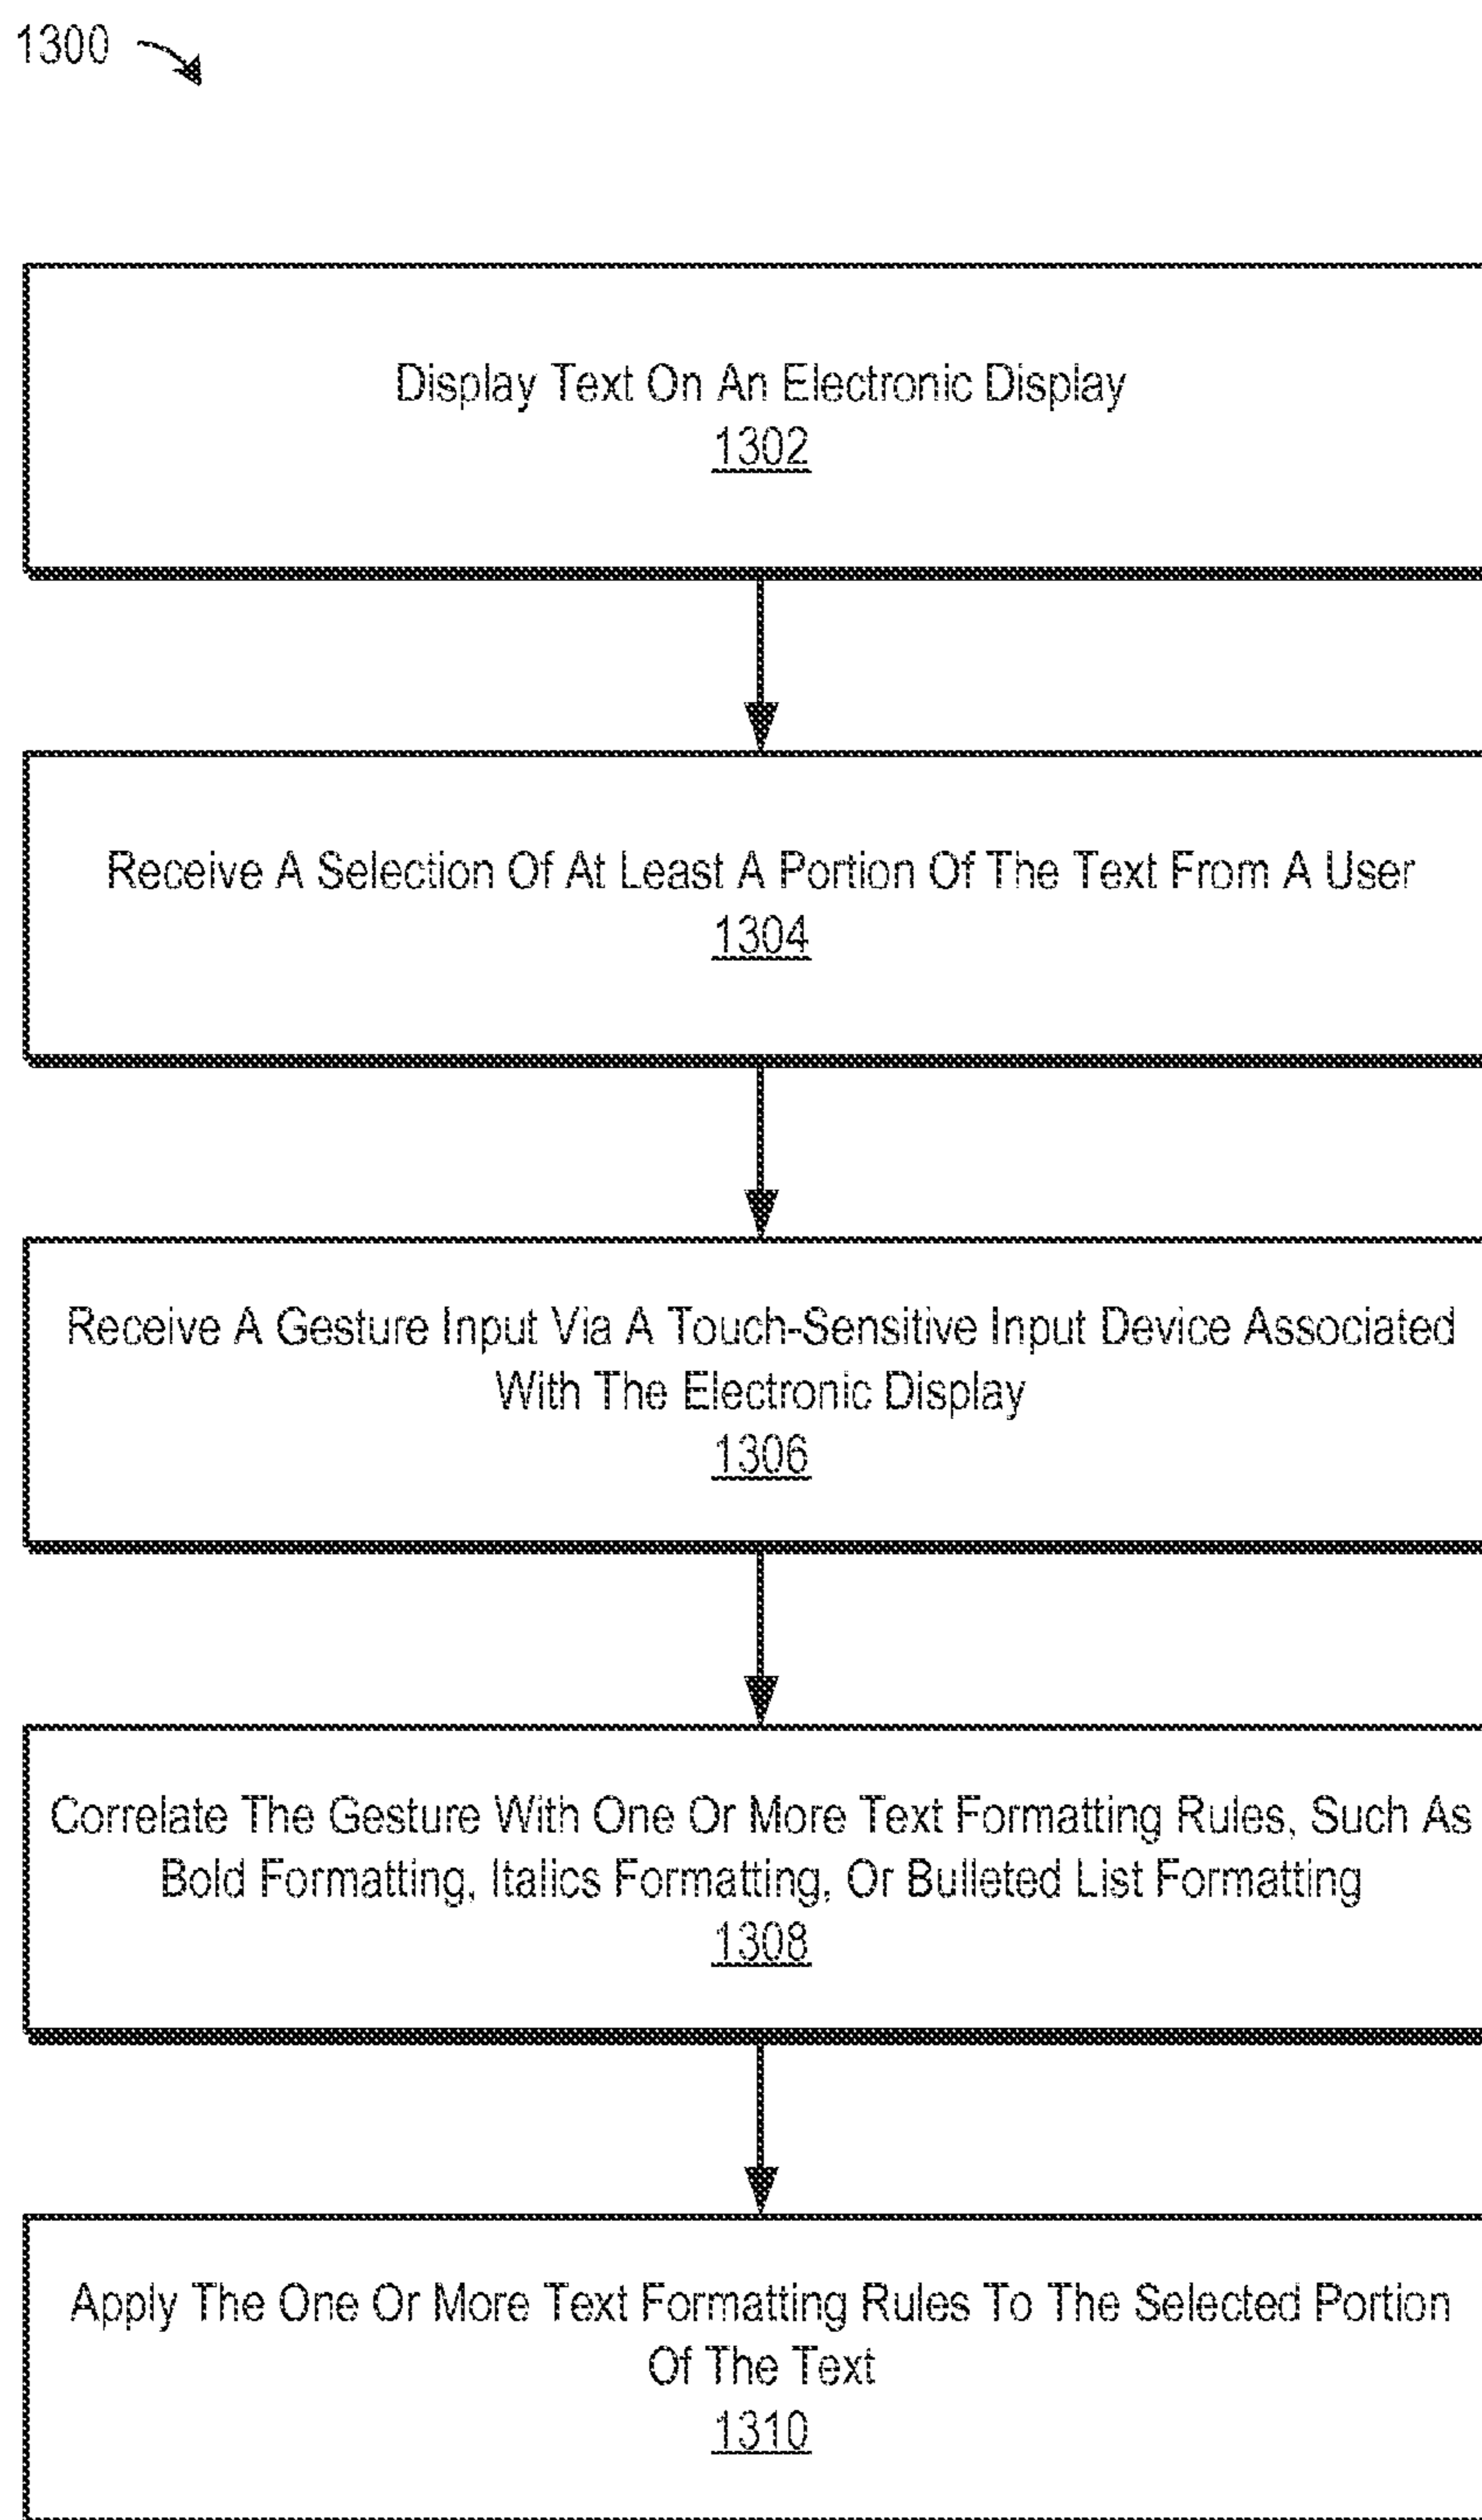 1300
Display Text On An Electronic Display
1302
Receive A Selection Of At Least A Portion Of The Text From A User
1304
Receive A Gesture Input Via A Touch-Sensitive Input Device Associated
With The Electronic Display
1306
Correlate The Gesture With One Or More Text Formatting Rules, Such As
Bold Formatting, Italics Formatting, Or Bulleted List Formatting
1308
Apply The One Or More Text Formatting Rules To The Selected Portion
Of The Text
1310